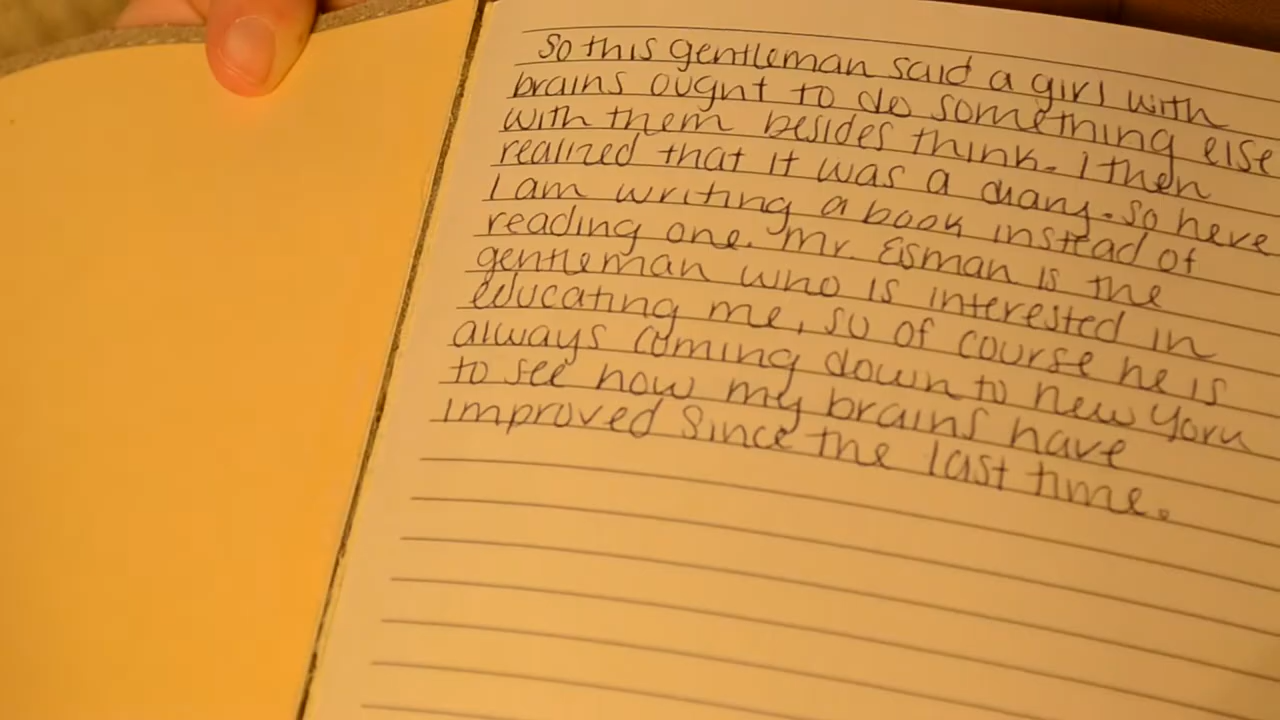 So this gentleman said a girl with
brains ought to do something else
with them besides think. I then
realized that it was a diary. So here
I am writing a book instead of
reading one. Mr. Eisman is the
gentleman who is interested in
educating me, so of course he is
always coming down to New York
to see how my brains have
improved since the last time.